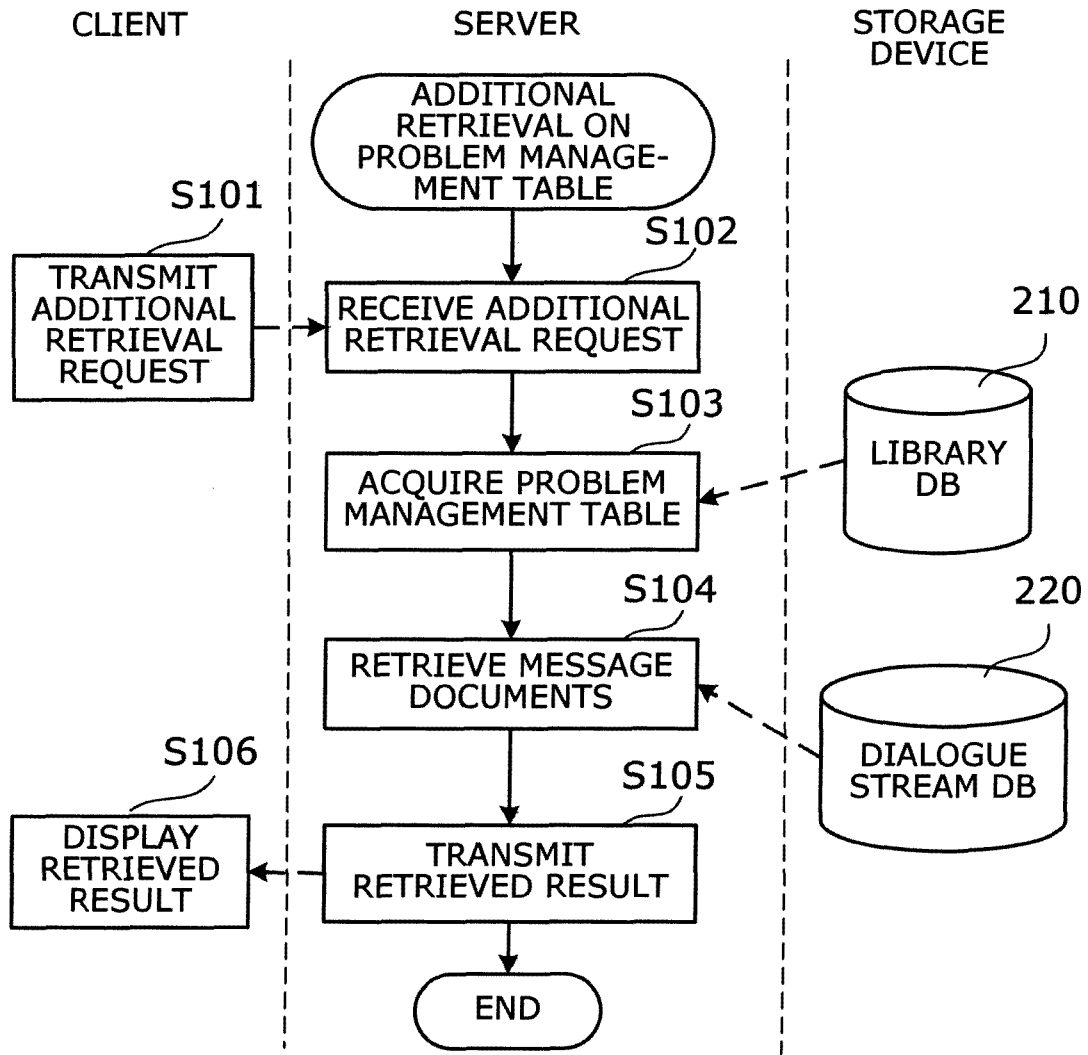 CLIENT
SERVER
STORAGE
DEVICE
ADDITIONAL
RETRIEVAL ON
PROBLEM MANAGE-
MENT TABLE
S101
TRANSMIT
ADDITIONAL
RETRIEVAL
REQUEST
S102
RECEIVE ADDITIONAL
RETRIEVAL REQUEST
S103
ACQUIRE PROBLEM
MANAGEMENT TABLE
210
LIBRARY
DB
S104
RETRIEVE MESSAGE
DOCUMENTS
220
DIALOGUE
STREAM DB
S105
TRANSMIT
RETRIEVED RESULT
S106
DISPLAY
RETRIEVED
RESULT
END